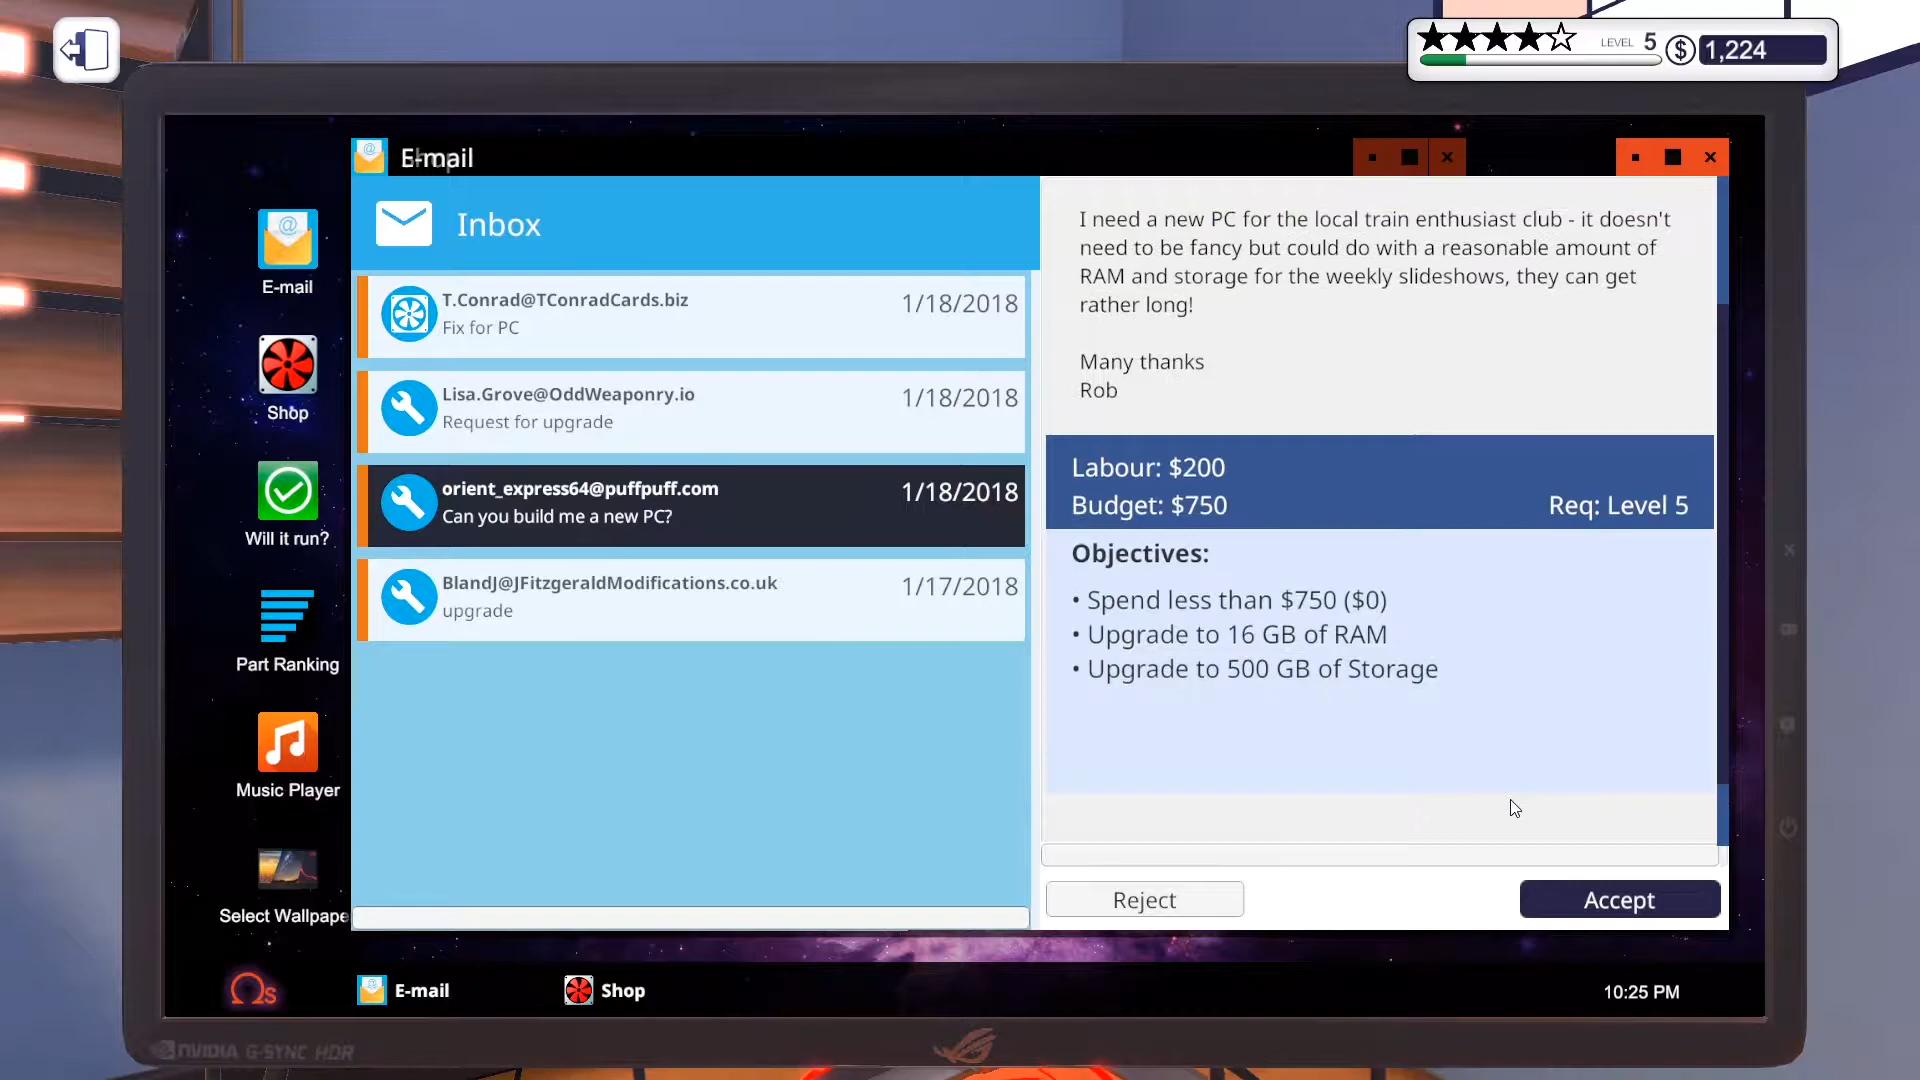 LEVEL 5 $ 1,224
E-mail
E-mail
Shop
Will it run?
Part Ranking
Music Player
Select Wallpape
Inbox
T.Conrad@TConradCards.biz 1/18/2018
Fix for PC
Lisa.Grove@OddWeaponry.io 1/18/2018
Request for upgrade
orient_express64@puffpuff.com 1/18/2018
Can you build me a new PC?
BlandJ@JFitzgeraldModifications.co.uk 1/17/2018
upgrade
I need a new PC for the local train enthusiast club - it doesn't
need to be fancy but could do with a reasonable amount of
RAM and storage for the weekly slideshows, they can get
rather long!
Many thanks
Rob
Labour: $200
Budget: $750 Req: Level 5
Objectives:
• Spend less than $750 ($0)
• Upgrade to 16 GB of RAM
• Upgrade to 500 GB of Storage
Reject Accept
Ωs E-mail Shop 10:25 PM
NVIDIA G-SYNC HDR